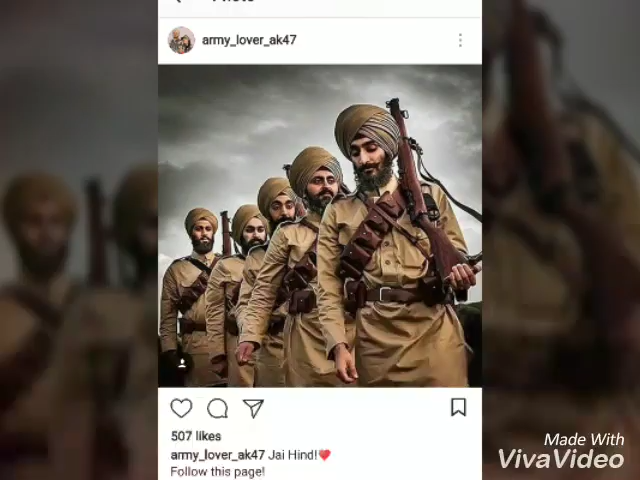 army_lover_ak47
507 likes
army_lover_ak47 Jai Hind!❤️
Follow this page!
Made With
VivaVideo